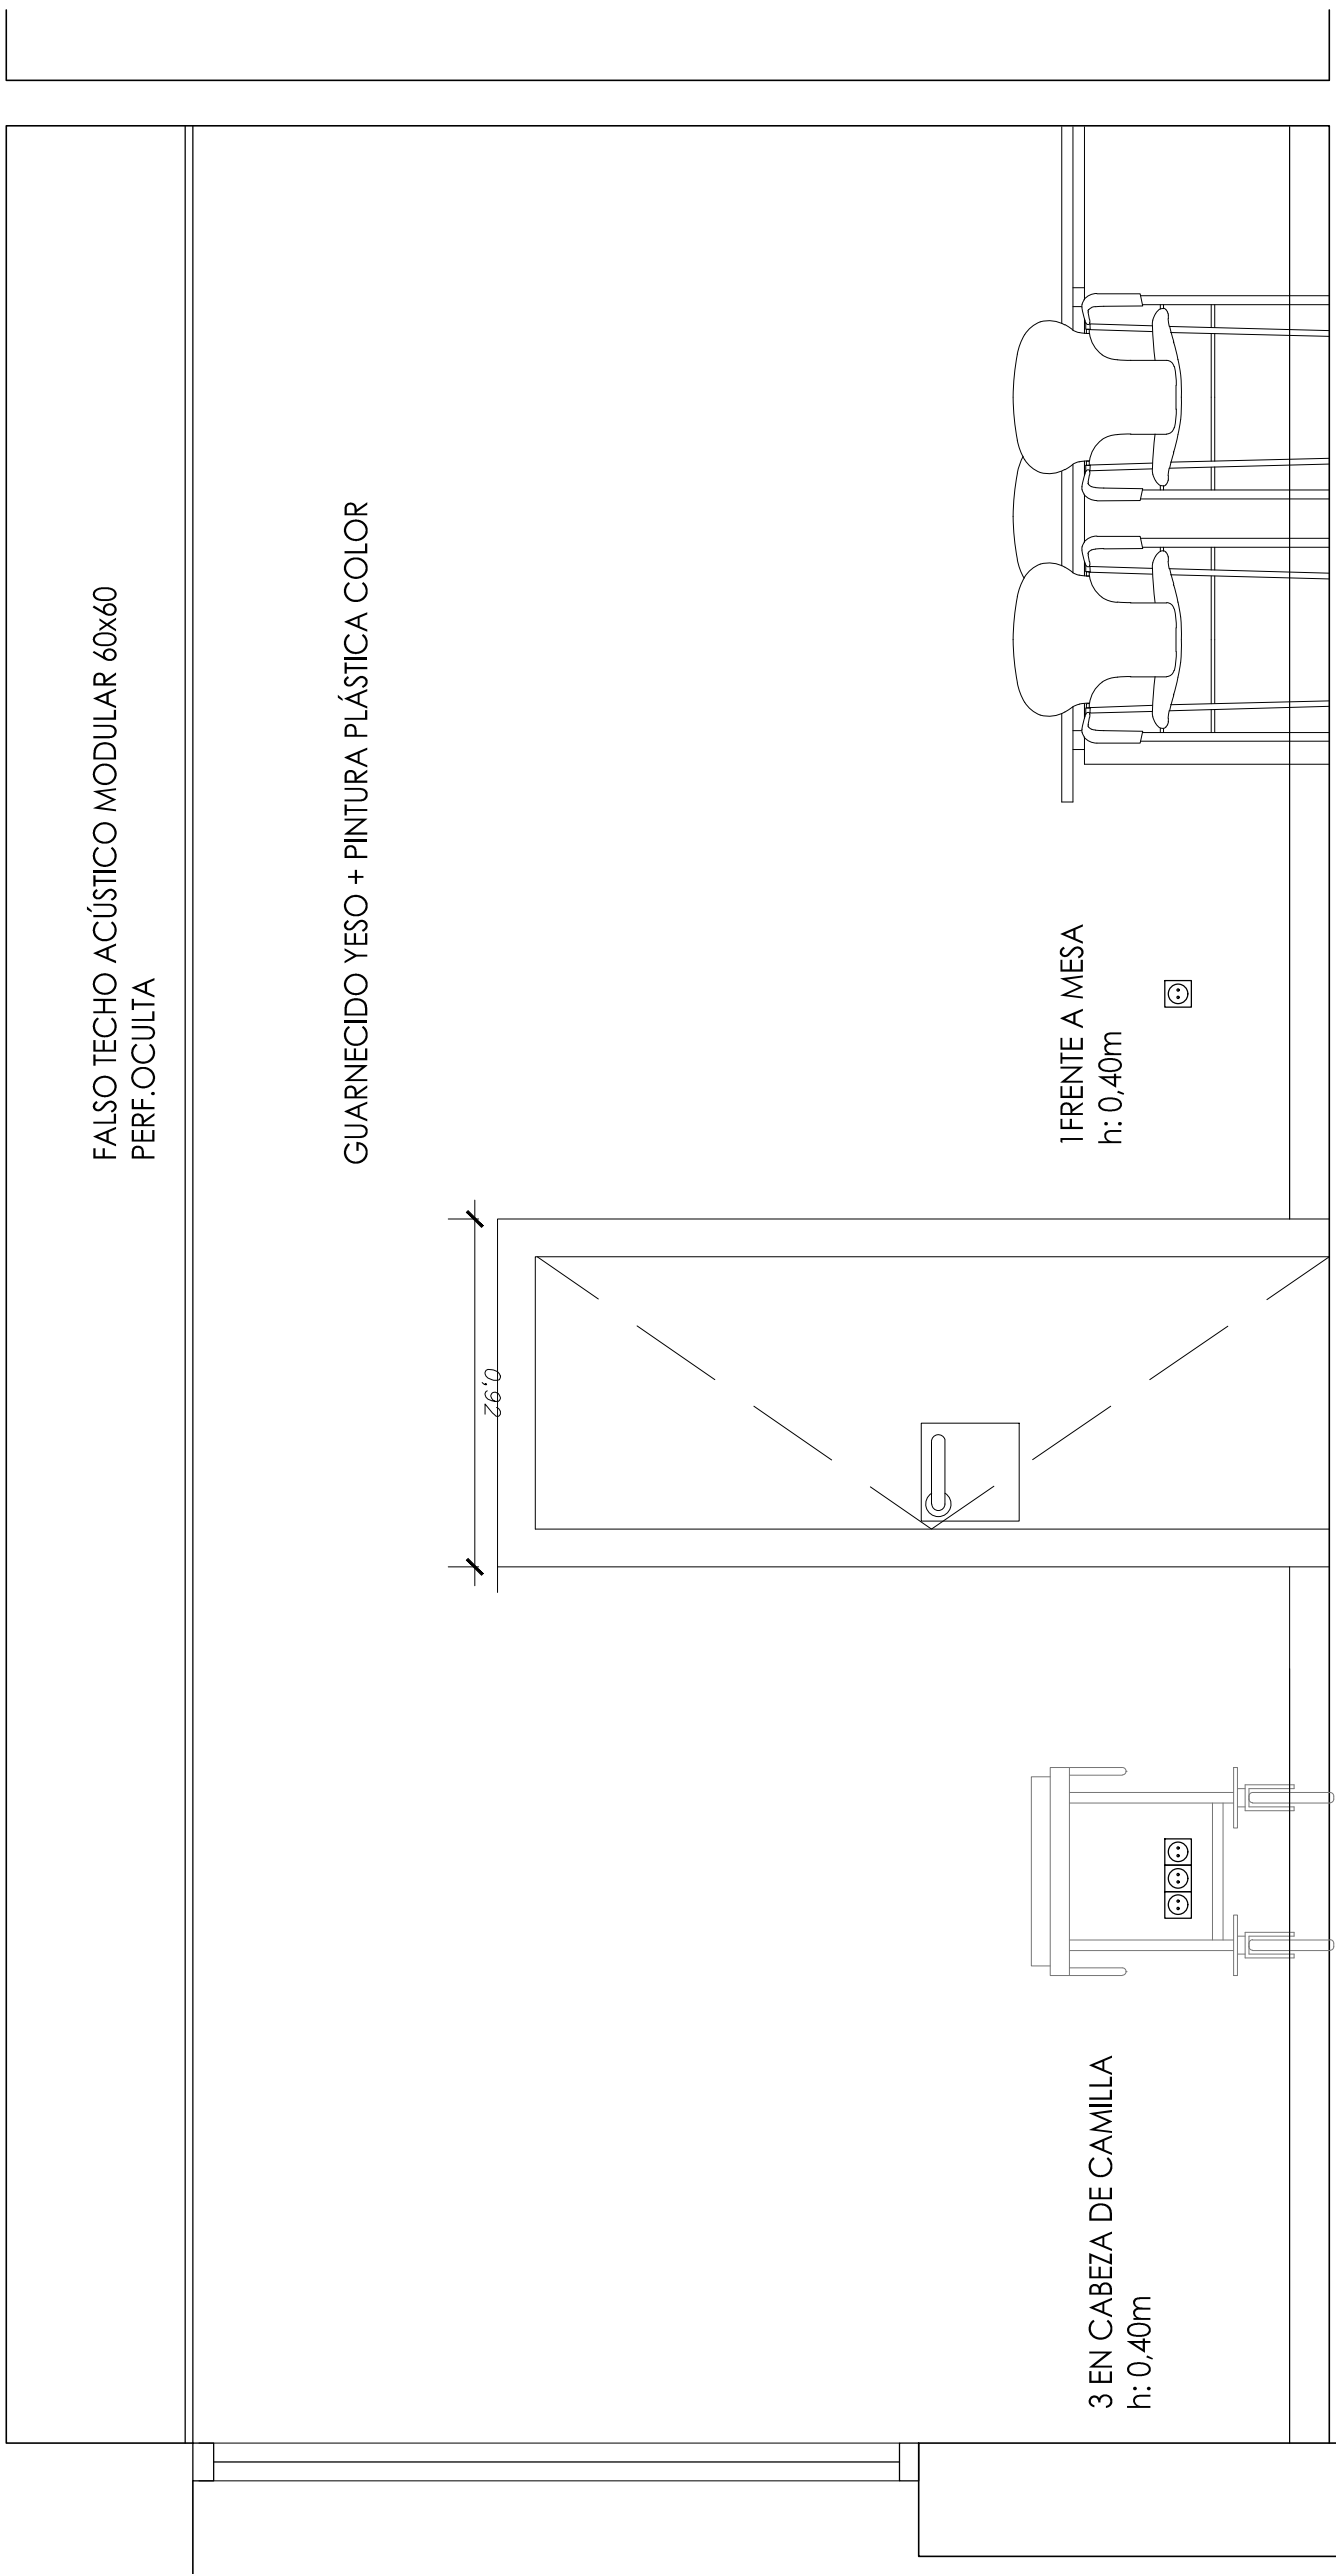 FALSO TECHO ACÚSTICO MODULAR 60x60
PERF.OCULTA
GUARNECIDO YESO + PINTURA PLÁSTICA COLOR
0,92
1FRENTE A MESA
h: 0,40m
3 EN CABEZA DE CAMILLA
h: 0,40m